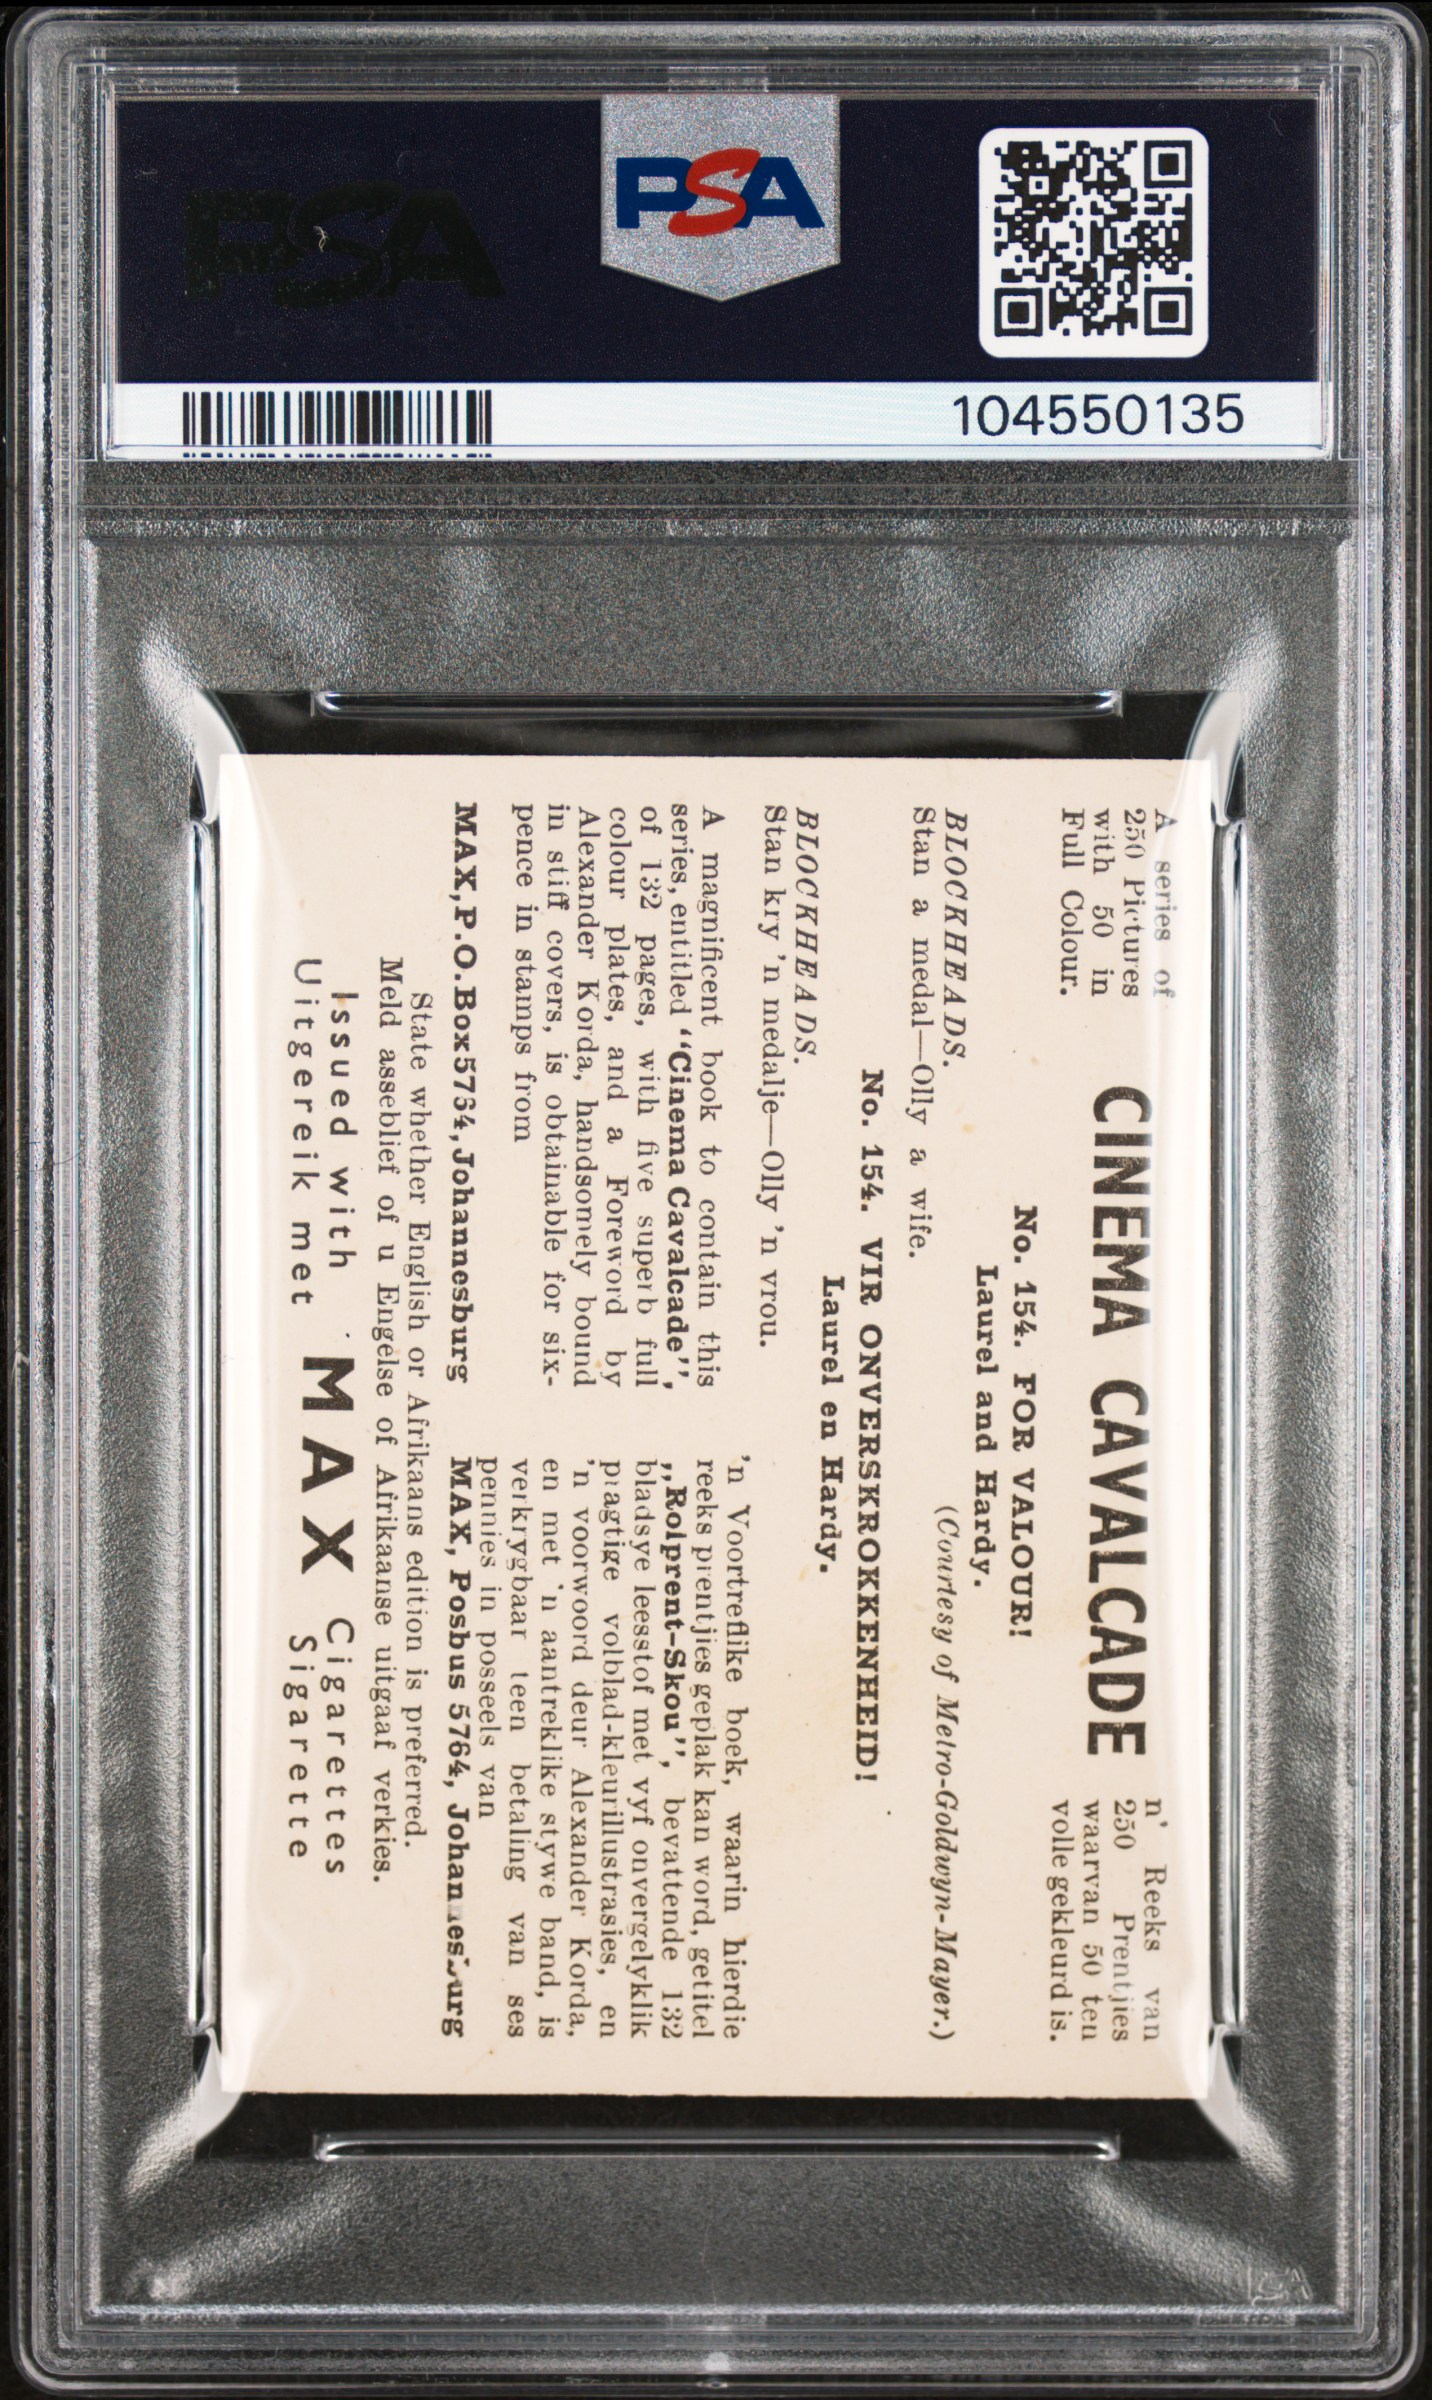 PSA
PSA
104550135
A series of
250 Pictures
with 50 in
Full Colour.
CINEMA CAVALCADE
n' Reeks van
250 Prentjies
waarvan 50 ten
volle gekleurd is.
No. 154. FOR VALOUR!
Laurel and Hardy.
BLOCKHEADS.
(Courtesy of Metro-Goldwyn-Mayer.)
Stan a medal—Olly a wife.
No. 154. VIR ONVERSKROKKENHEID!
Laurel en Hardy.
BLOCKHEADS.
Stan kry 'n medalje—Olly 'n vrou.
A magnificent book to contain this
series, entitled "Cinema Cavalcade",
of 132 pages, with five superb full
colour plates, and a Foreword by
Alexander Korda, handsomely bound
in stiff covers, is obtainable for six-
pence in stamps from
MAX, P.O. Box 5764, Johannesburg
'n Voortreflike boek, waarin hierdie
reeks prentjies geplak kan word, getitel
„Rolprent-Skou", bevattende 132
bladsye leesstof met vyf onvergelyklik
pragtige volblad-kleurillustrasies, en
'n voorwoord deur Alexander Korda,
en met 'n aantreklike stywe band, is
verkrygbaar teen betaling van ses
pennies in posseels van
MAX, Posbus 5764, Johannesburg
State whether English or Afrikaans edition is preferred.
Meld asseblief of u Engelse of Afrikaanse uitgaaf verkies.
Issued with MAX Cigarettes
Uitgereik met Sigarette
PSA